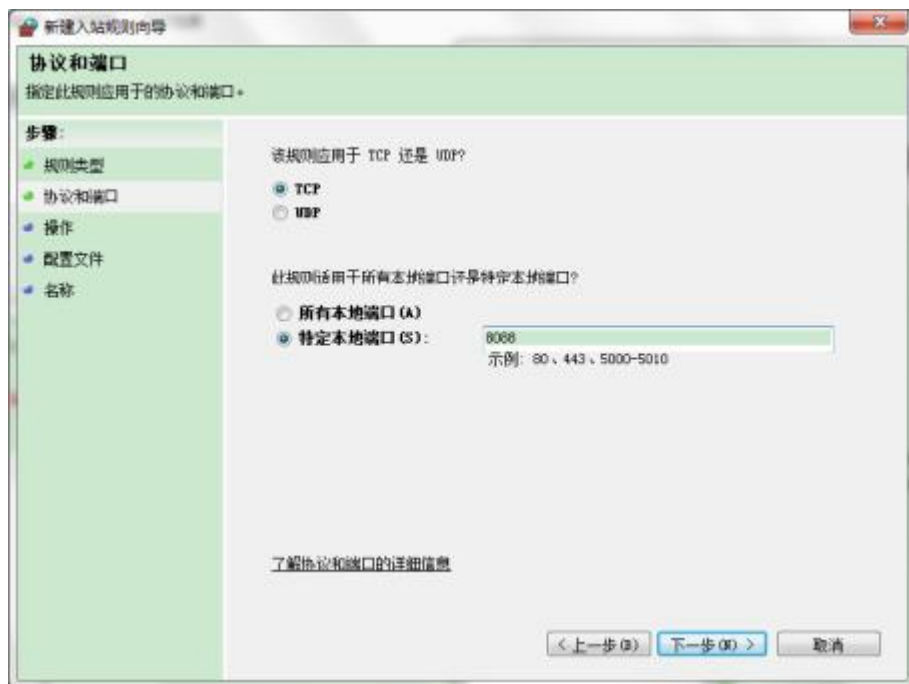 新建入站规则向导
协议和端口
指定此规则应用于的协议和端口。
步骤:
规则类型
协议和端口
操作
配置文件
名称
该规则应用于 TCP 还是 UDP?
TCP
UDP
此规则适用于所有本地端口还是特定本地端口?
所有本地端口(A)
特定本地端口(S):
示例: 80、443、5000-5010
了解协议和端口的详细信息
< 上一步(B)
下一步(N) >
取消